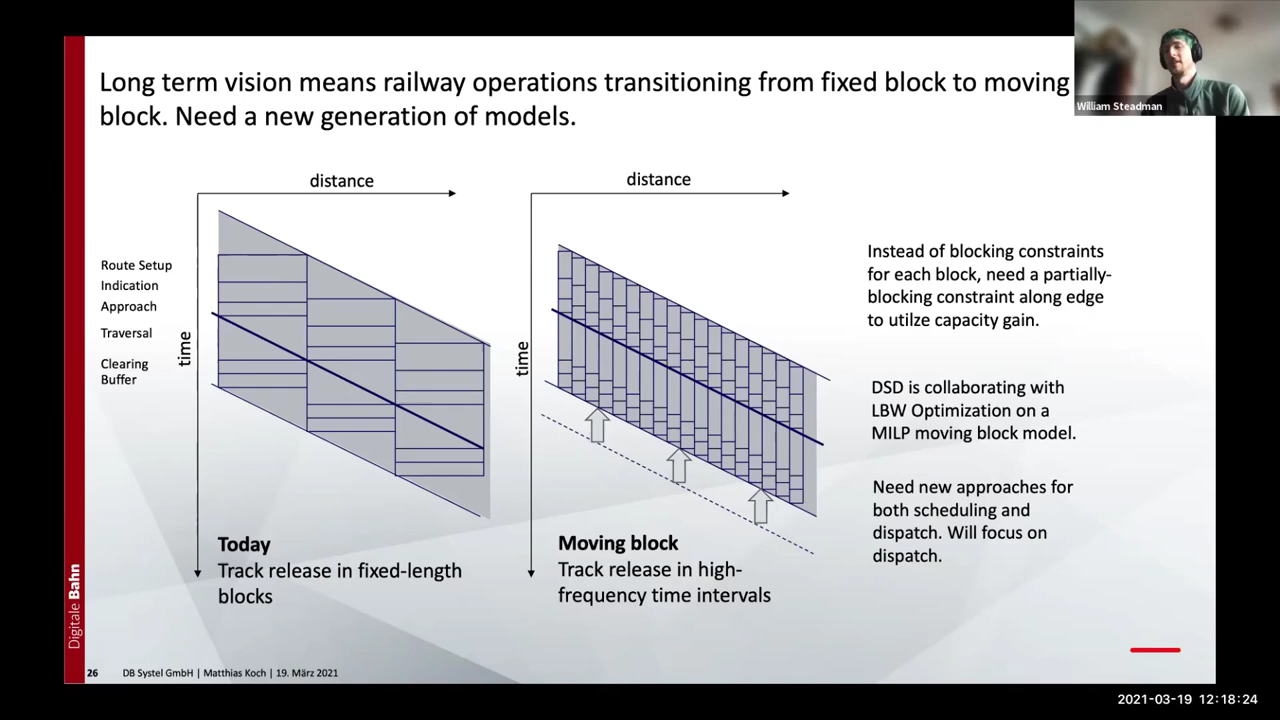 Long term vision means railway operations transitioning from fixed block to moving
block. Need a new generation of models.
William Steadman
distance
Route Setup
Indication
Approach
Traversal
Clearing
Buffer
time
Today
Track release in fixed-length
blocks
distance
time
Moving block
Track release in high-
frequency time intervals
Instead of blocking constraints
for each block, need a partially-
blocking constraint along edge
to utilze capacity gain.
DSD is collaborating with
LBW Optimization on a
MILP moving block model.
Need new approaches for
both scheduling and
dispatch. Will focus on
dispatch.
Digitale Bahn
26 DB Systel GmbH | Matthias Koch | 19. März 2021
2021-03-19 12:18:24